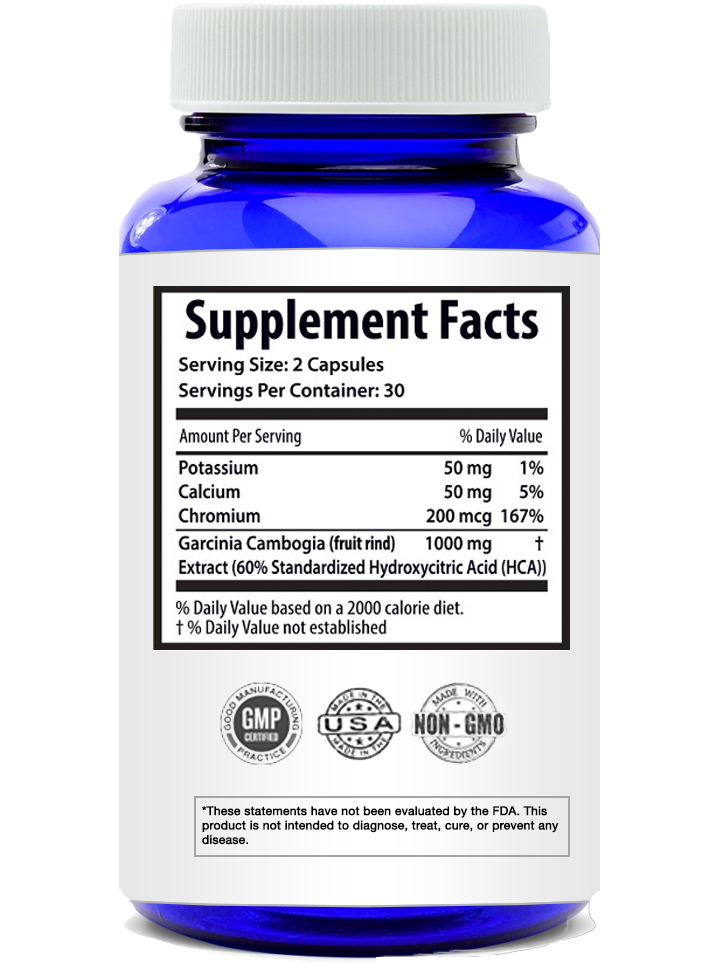 Supplement Facts
Serving Size: 2 Capsules
Servings Per Container: 30
Amount Per Serving % Daily Value
Potassium 50 mg 1%
Calcium 50 mg 5%
Chromium 200 mcg 167%
Garcinia Cambogia (fruit rind) 1000 mg †
Extract (60% Standardized Hydroxycitric Acid (HCA))
% Daily Value based on a 2000 calorie diet.
† % Daily Value not established
GOOD MANUFACTURING
GMP
CERTIFIED
PRACTICE
MADE IN THE
USA
MADE IN THE
MADE WITH
NON-GMO
INGREDIENTS
*These statements have not been evaluated by the FDA. This
product is not intended to diagnose, treat, cure, or prevent any
disease.